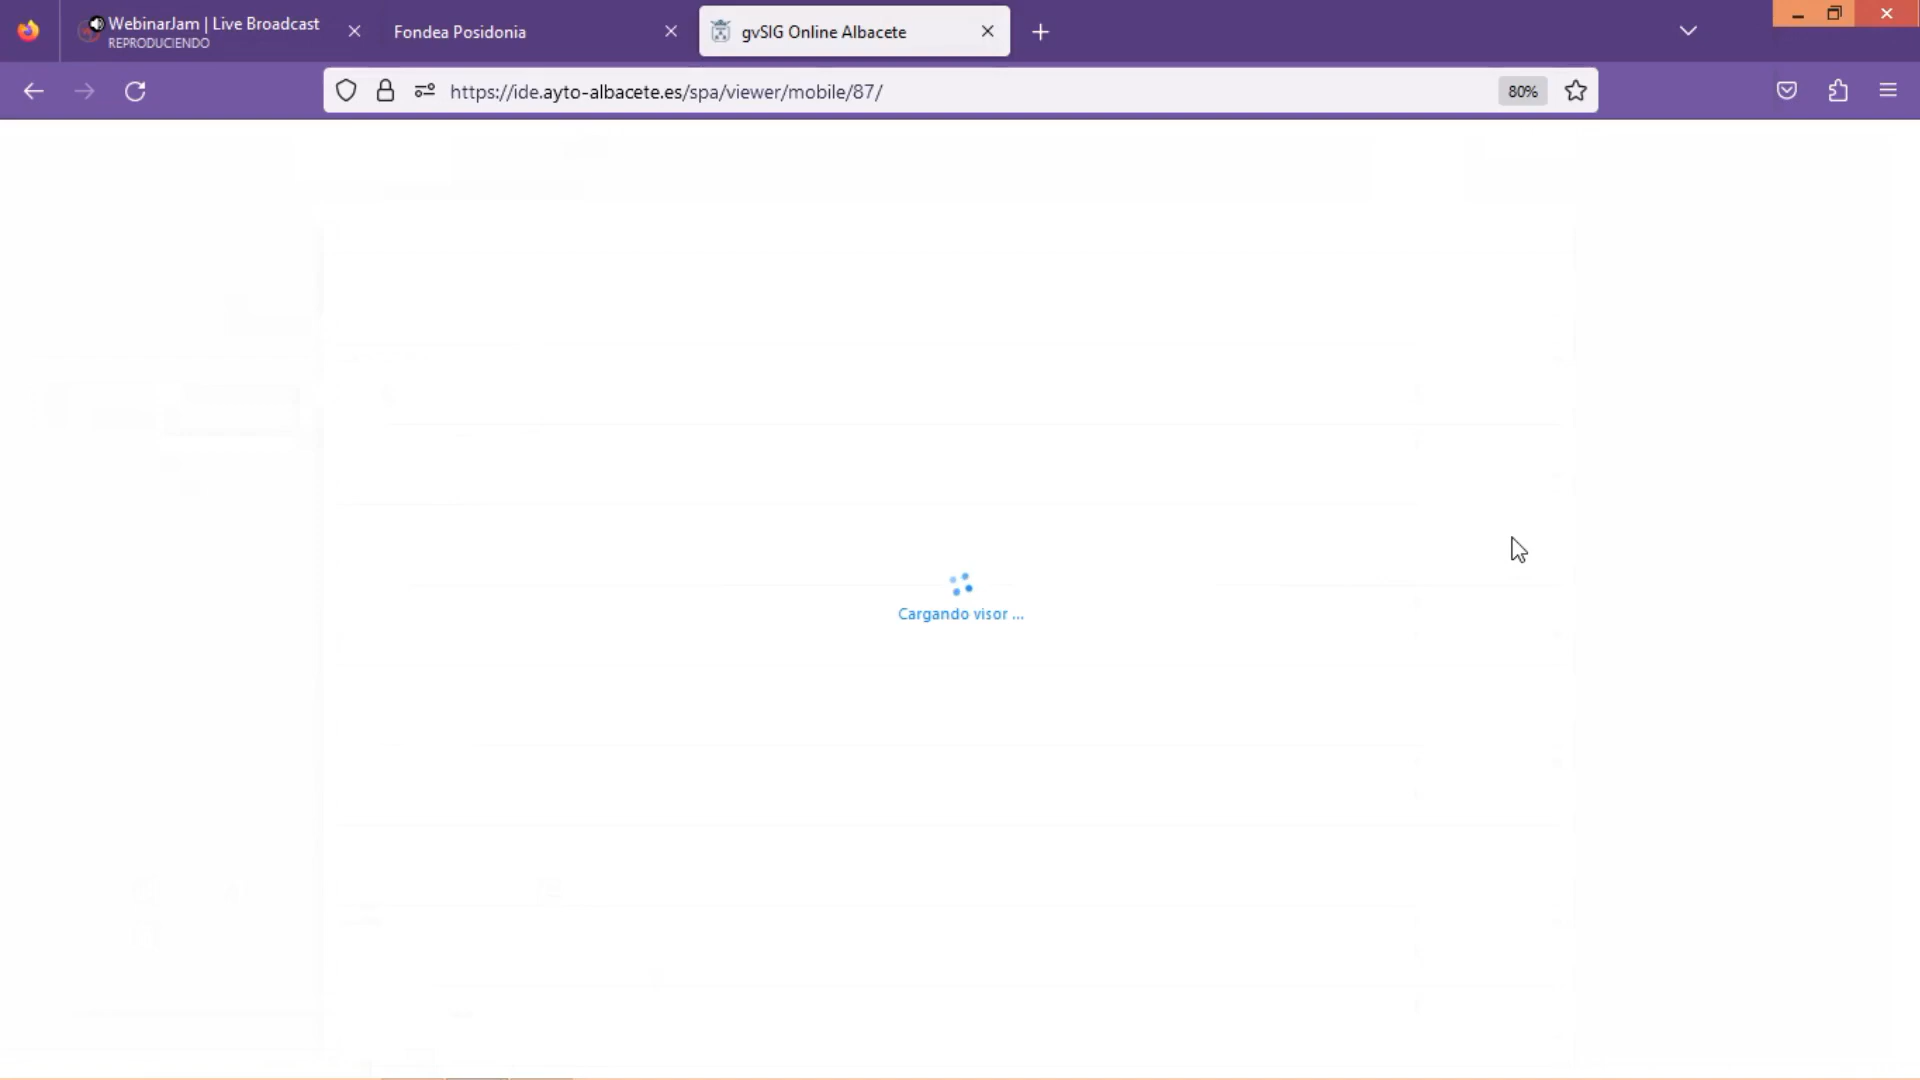 WebinarJam | Live Broadcast
REPRODUCIENDO
Fondea Posidonia
gvSIG Online Albacete
https://ide.ayto-albacete.es/spa/viewer/mobile/87/
80%
Cargando visor ...